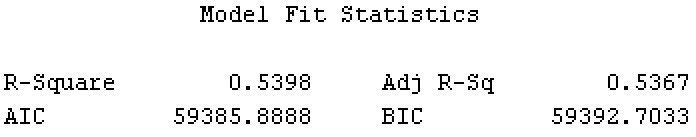 Model Fit Statistics
R-Square 0.5398 Adj R-Sq 0.5367
AIC 59385.8888 BIC 59392.7033